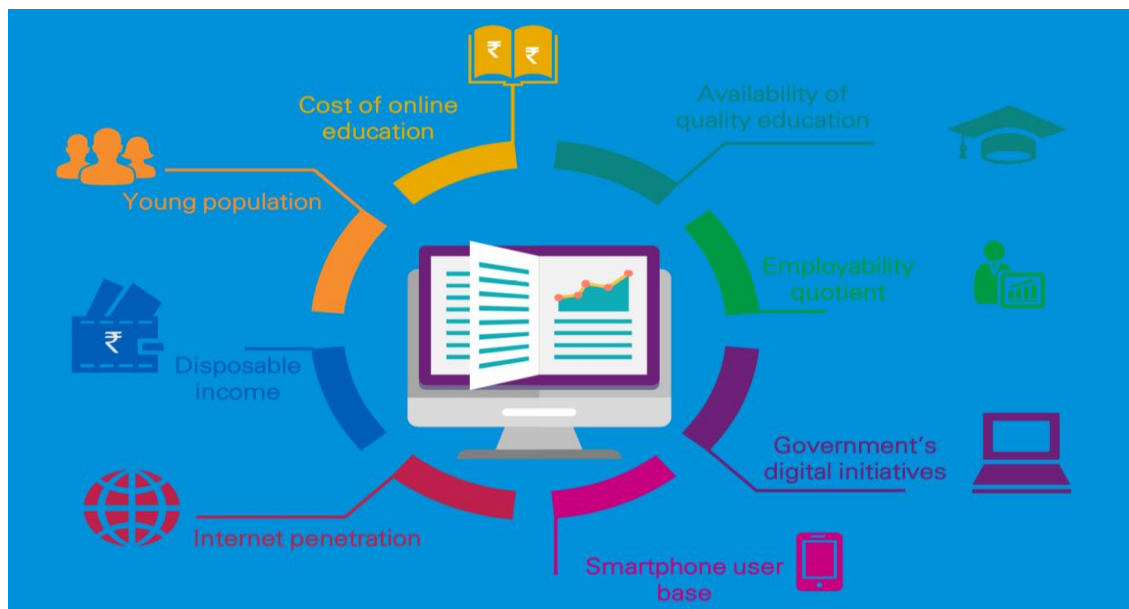 ₹ ₹
Cost of online
education
Availability of
quality education
Young population
Employability
quotient
₹
Disposable
income
Government's
digital initiatives
Internet penetration
Smartphone user
base